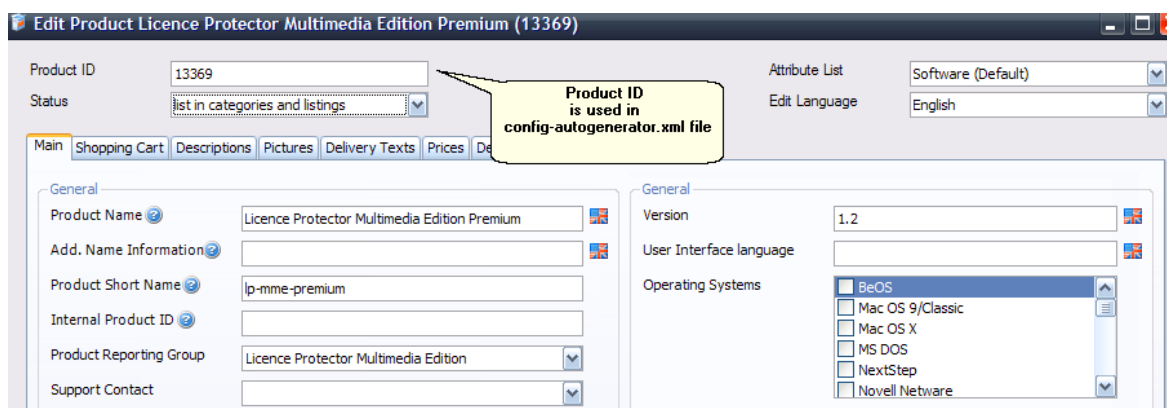 Edit Product Licence Protector Multimedia Edition Premium (13369)
Product ID
13369
Status
list in categories and listings
Product ID
is used in
config-autogenerator.xml file
Attribute List
Software (Default)
Edit Language
English
Main Shopping Cart Descriptions Pictures Delivery Texts Prices De
General
Product Name
Licence Protector Multimedia Edition Premium
Add. Name Information
Product Short Name
lp-mme-premium
Internal Product ID
Product Reporting Group
Licence Protector Multimedia Edition
Support Contact
General
Version
1.2
User Interface language
Operating Systems
BeOS
Mac OS 9/Classic
Mac OS X
MS DOS
NextStep
Novell Netware